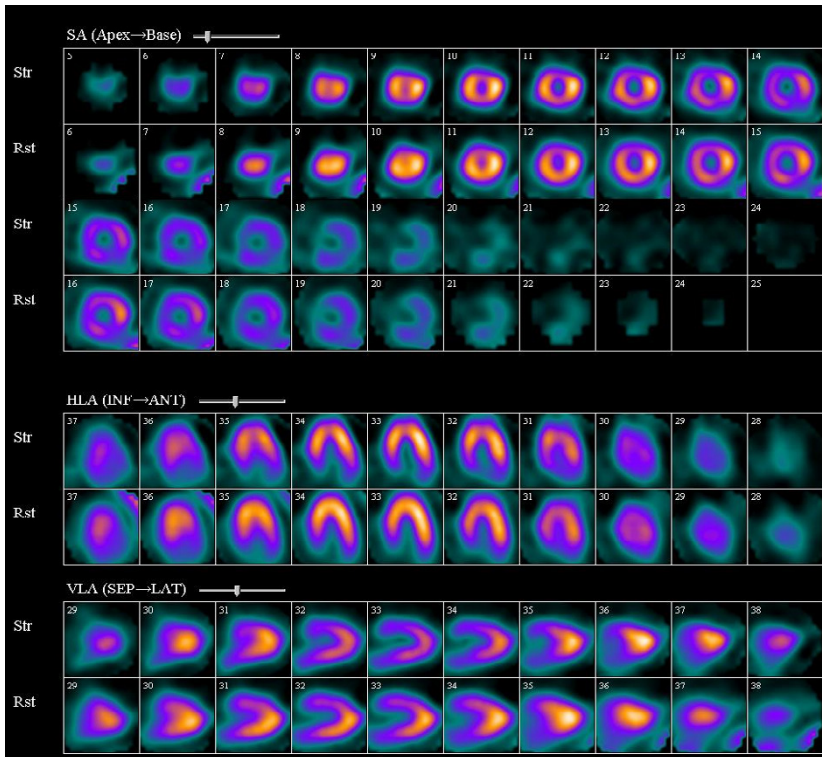 SA (Apex→Base)
Str 5 6 7 8 9 10 11 12 13 14
Rst 6 7 8 9 10 11 12 13 14 15
Str 15 16 17 18 19 20 21 22 23 24
Rst 16 17 18 19 20 21 22 23 24 25
HLA (INF→ANT)
Str 37 36 35 34 33 32 31 30 29 28
Rst 37 36 35 34 33 32 31 30 29 28
VLA (SEP→LAT)
Str 29 30 31 32 33 34 35 36 37 38
Rst 29 30 31 32 33 34 35 36 37 38